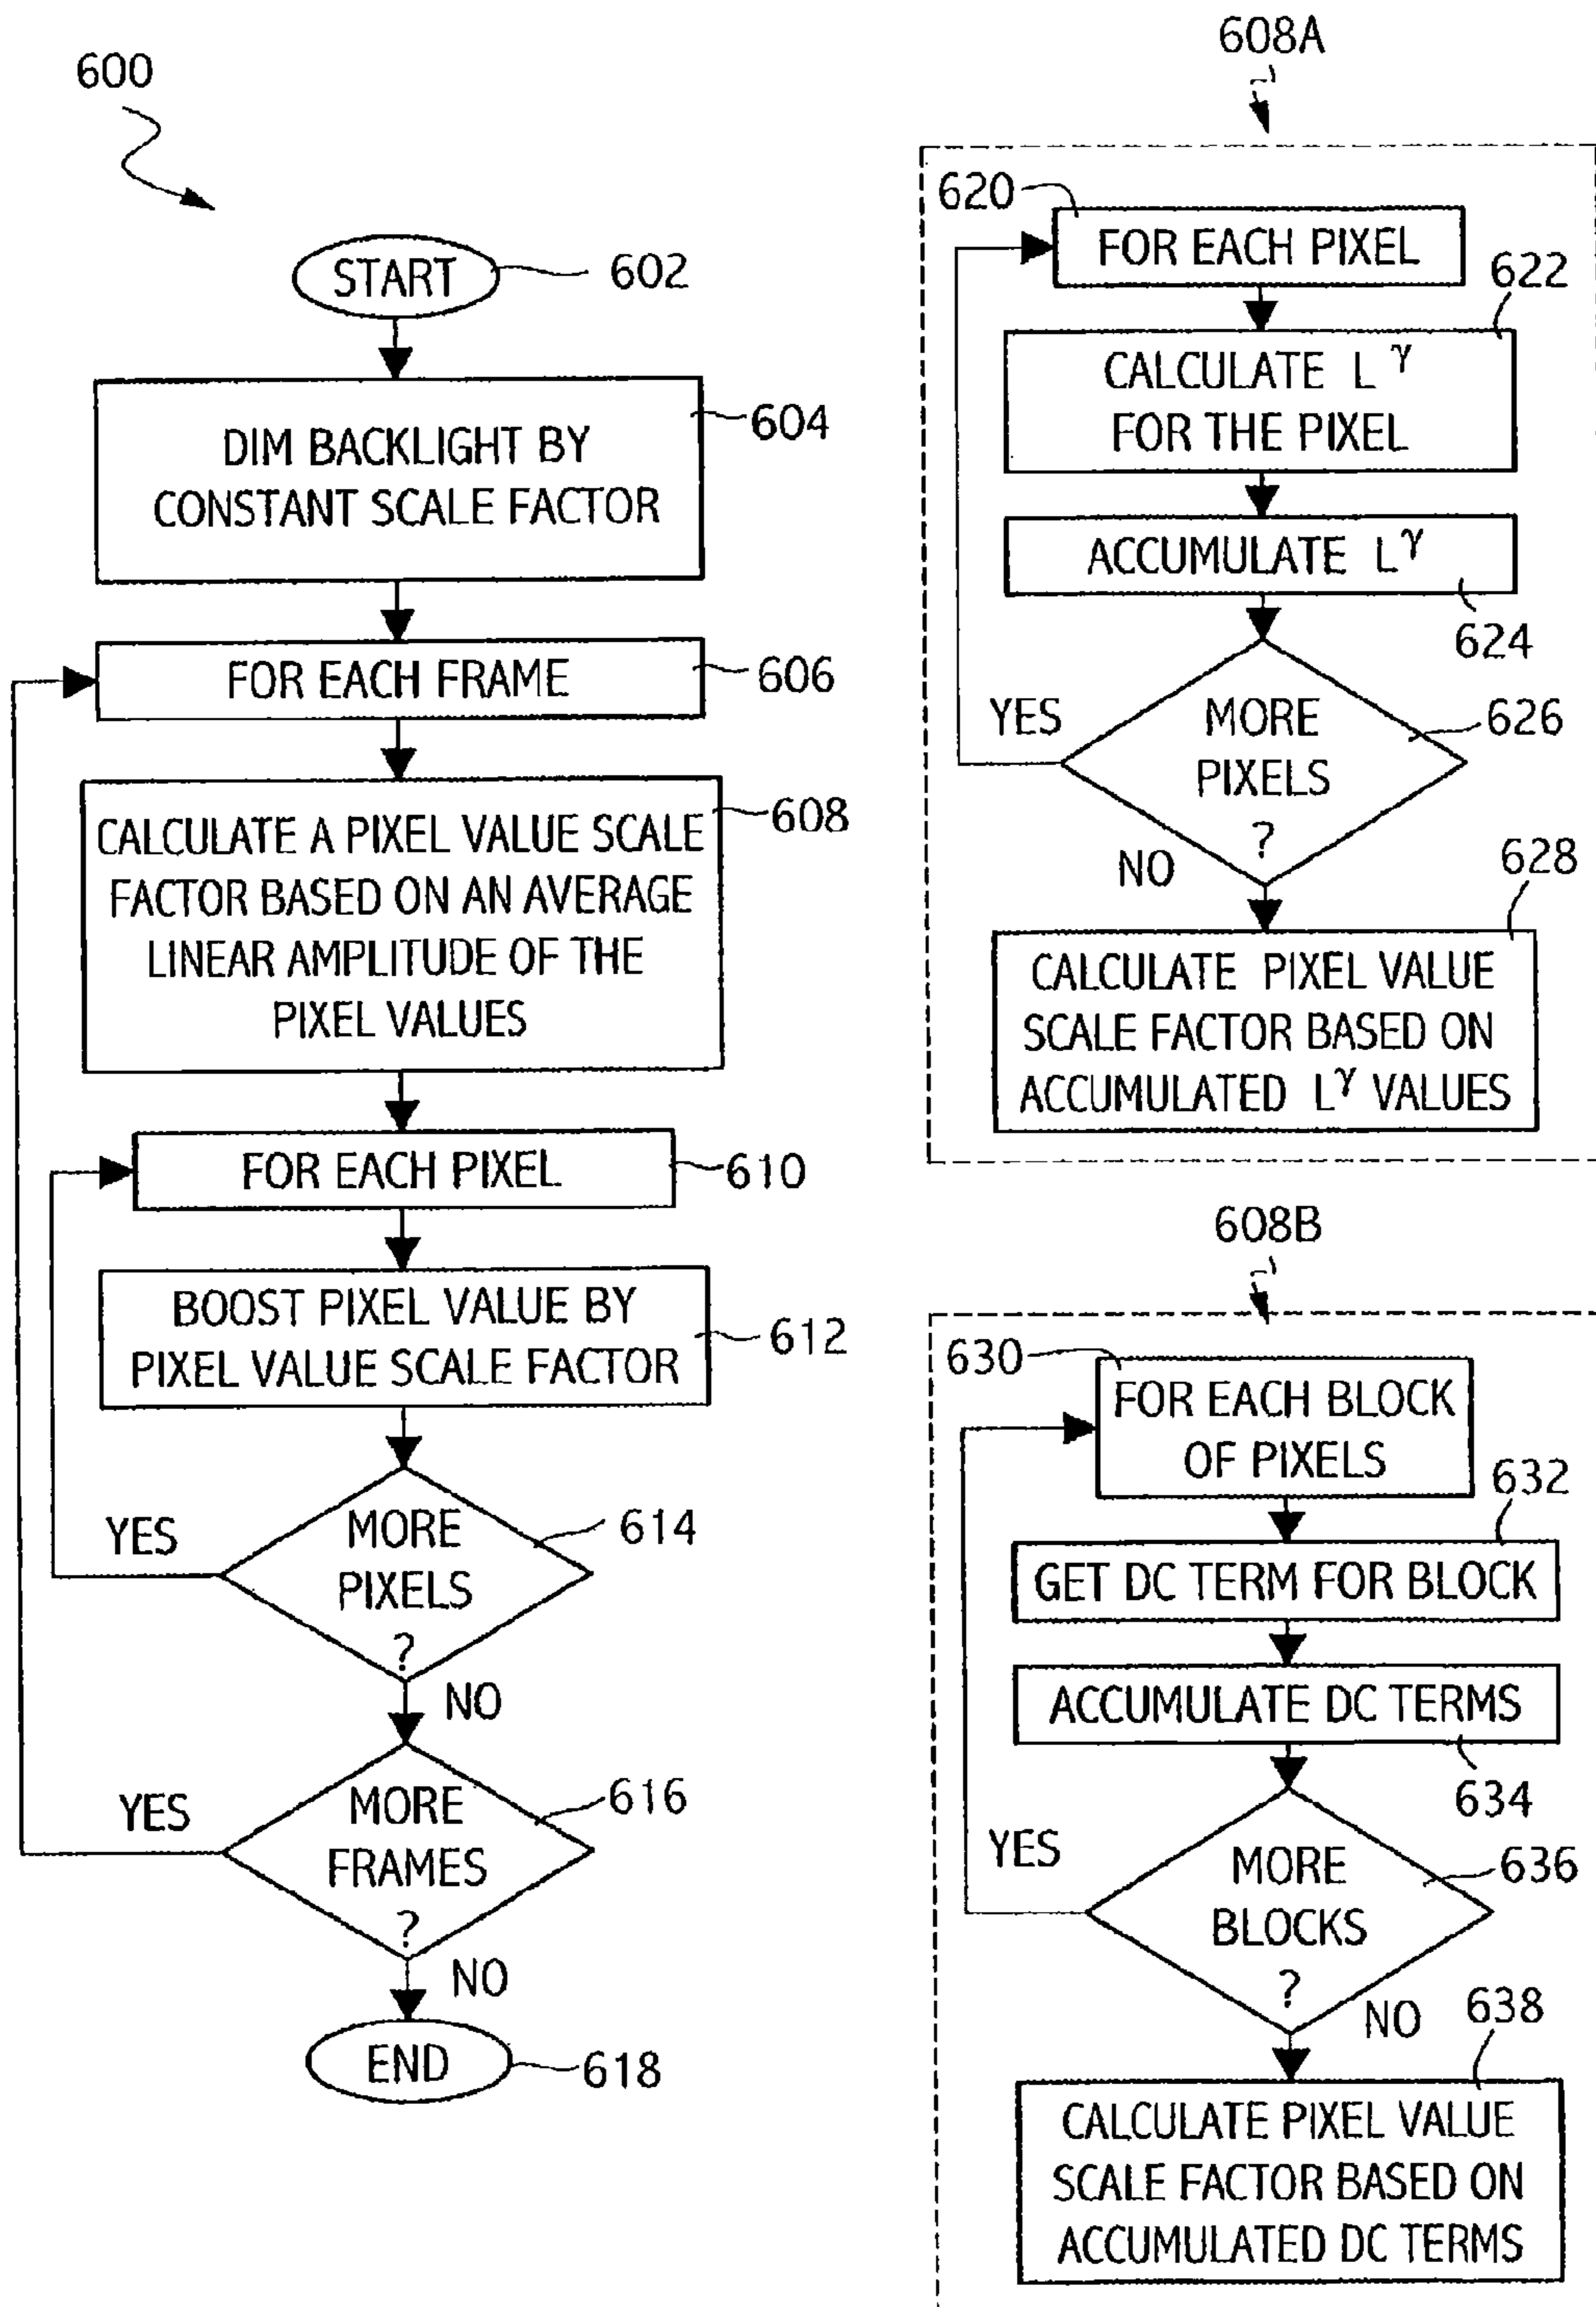 600
START
602
DIM BACKLIGHT BY
CONSTANT SCALE FACTOR
604
FOR EACH FRAME
606
CALCULATE A PIXEL VALUE SCALE
FACTOR BASED ON AN AVERAGE
LINEAR AMPLITUDE OF THE
PIXEL VALUES
608
FOR EACH PIXEL
610
BOOST PIXEL VALUE BY
PIXEL VALUE SCALE FACTOR
612
MORE
PIXELS
?
614
YES
NO
MORE
FRAMES
?
616
YES
NO
END
618
608A
620
FOR EACH PIXEL
622
CALCULATE L^γ
FOR THE PIXEL
ACCUMULATE L^γ
624
MORE
PIXELS
?
626
YES
NO
628
CALCULATE PIXEL VALUE
SCALE FACTOR BASED ON
ACCUMULATED L^γ VALUES
608B
630
FOR EACH BLOCK
OF PIXELS
632
GET DC TERM FOR BLOCK
ACCUMULATE DC TERMS
634
MORE
BLOCKS
?
636
YES
NO
638
CALCULATE PIXEL VALUE
SCALE FACTOR BASED ON
ACCUMULATED DC TERMS